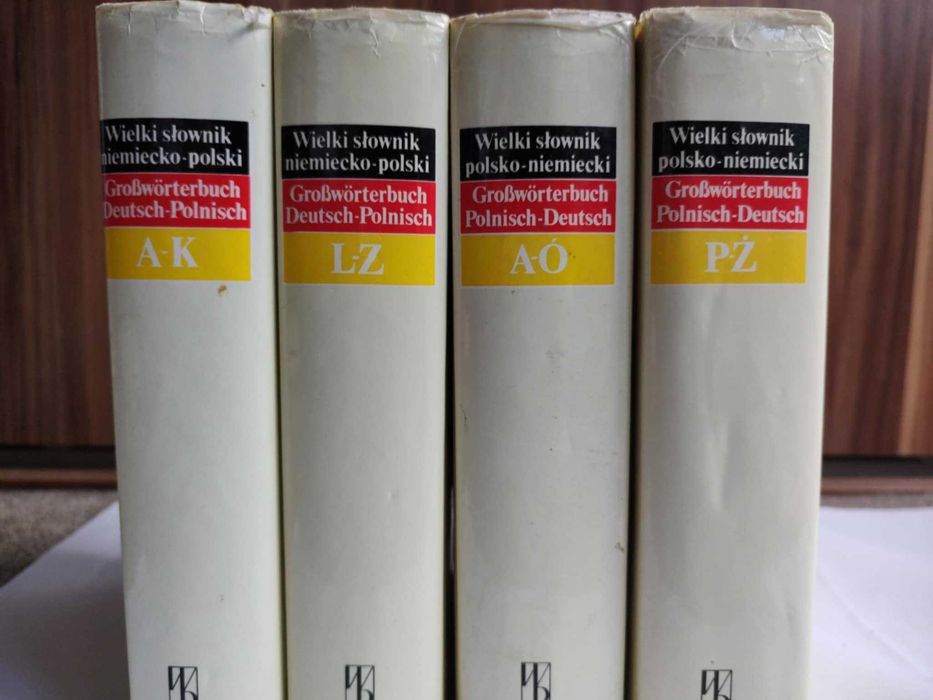 Wielki słownik
niemiecko-polski
Großwörterbuch
Deutsch-Polnisch
A-K
Wielki słownik
niemiecko-polski
Großwörterbuch
Deutsch-Polnisch
L-Z
Wielki słownik
polsko-niemiecki
Großwörterbuch
Polnisch-Deutsch
A-Ó
Wielki słownik
polsko-niemiecki
Großwörterbuch
Polnisch-Deutsch
P-Ż